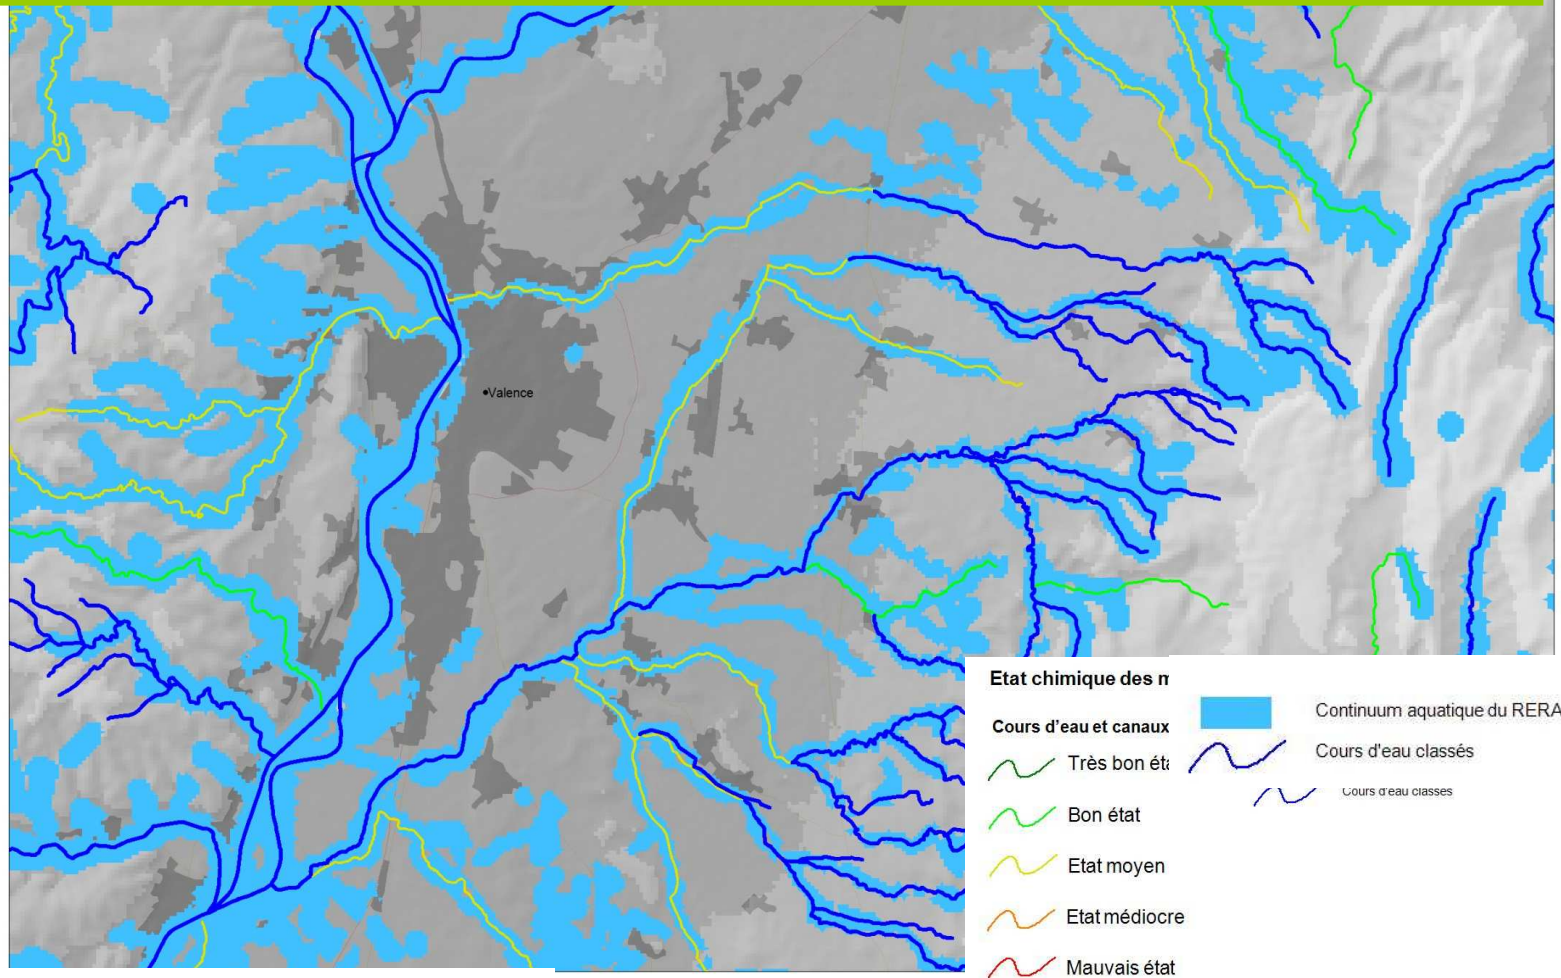 Valence
Etat chimique des m
Cours d'eau et canaux
Très bon éta
Bon état
Etat moyen
Etat médiocre
Mauvais état
Continuum aquatique du RERA
Cours d'eau classés
Cours d'eau classés